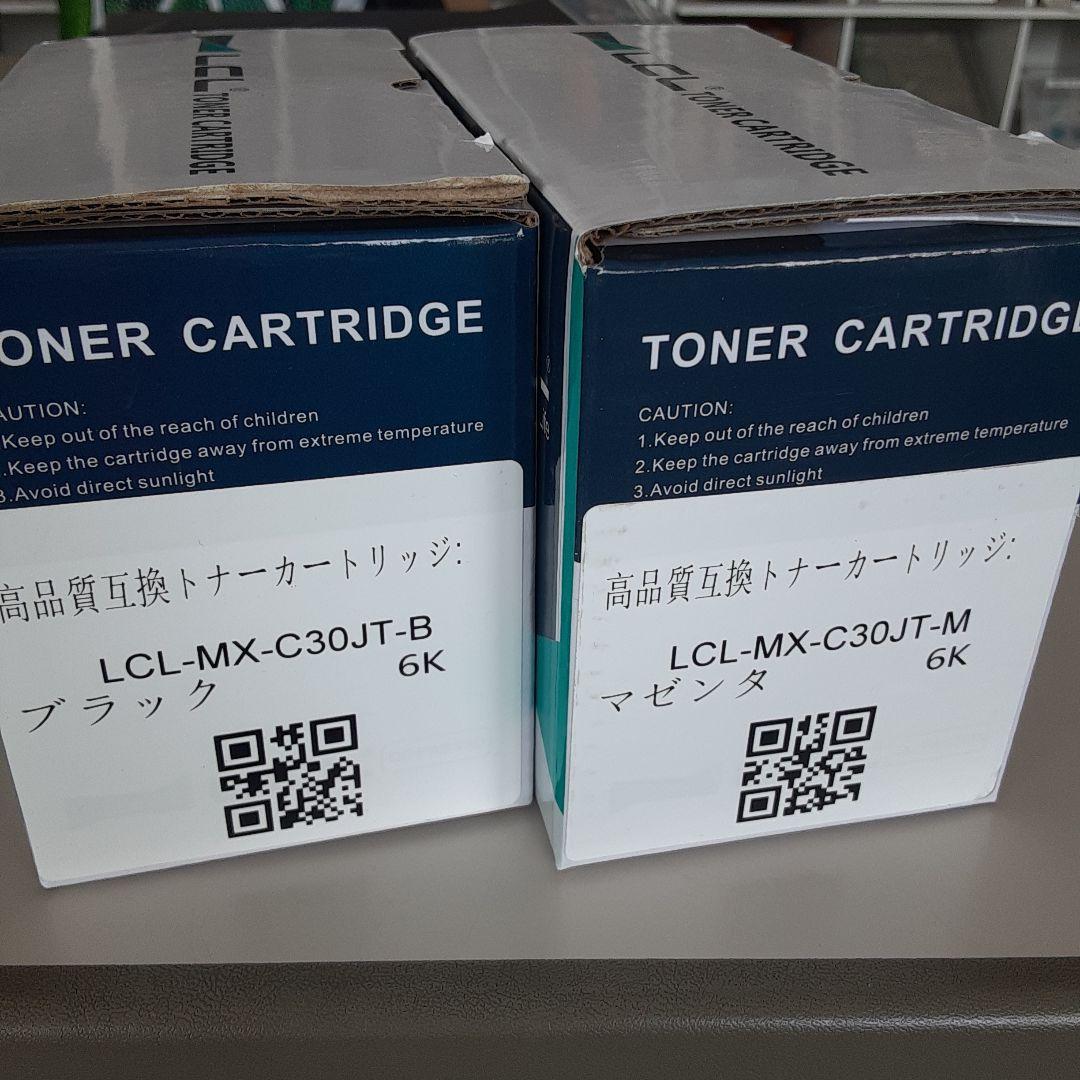 LCL
TONER CARTRIDGE
ONER CARTRIDGE
AUTION:
.Keep out of the reach of children
.Keep the cartridge away from extreme temperature
3.Avoid direct sunlight
高品質互換トナーカートリッジ:
LCL-MX-C30JT-B
6K
ブラック
LCL®
TONER CARTRIDGE
TONER CARTRIDGE
CAUTION:
1.Keep out of the reach of children
2.Keep the cartridge away from extreme temperature
3.Avoid direct sunlight
高品質互換トナーカートリッジ:
LCL-MX-C30JT-M
6K
マゼンタ